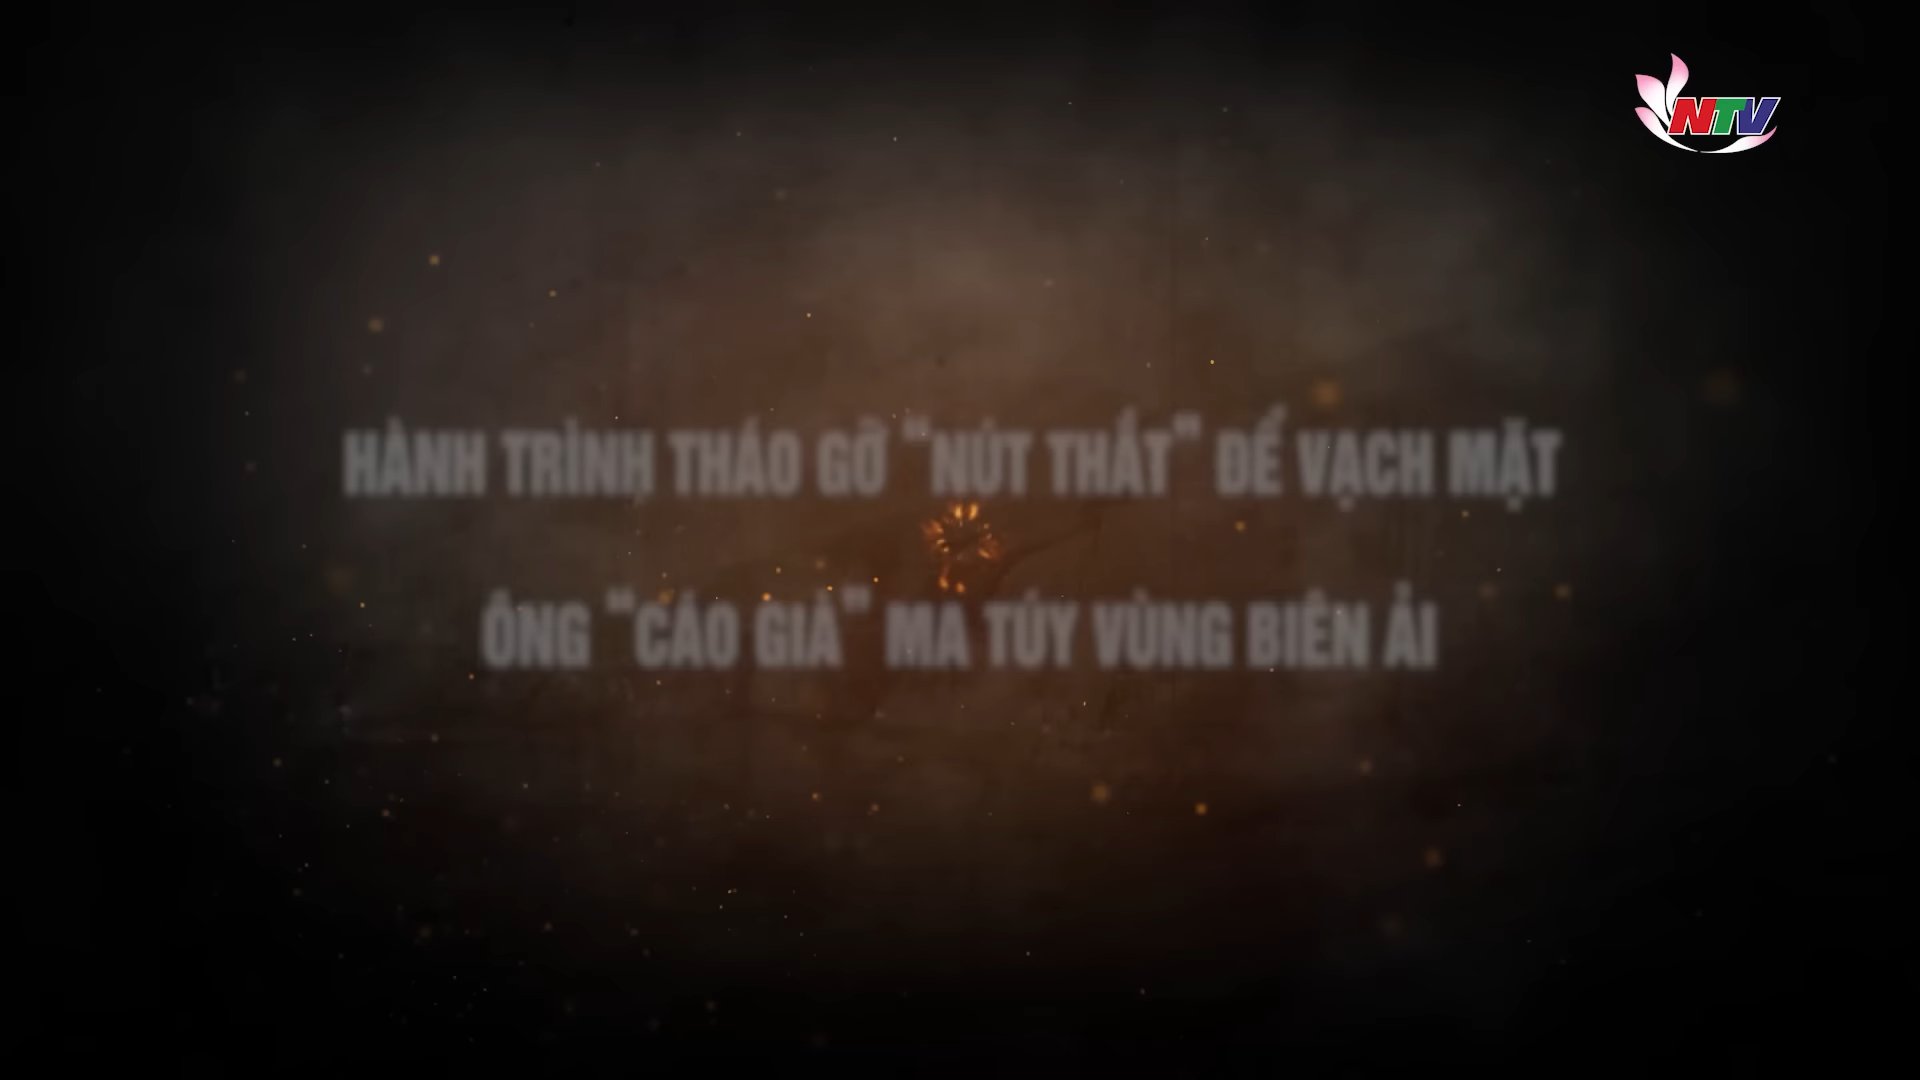 NTV
HÀNH TRÌNH THÁO GỠ “NÚT THẮT” ĐỂ VẠCH MẶT
ÔNG “CÁO GIÀ” MA TÚY VÙNG BIÊN ẢI